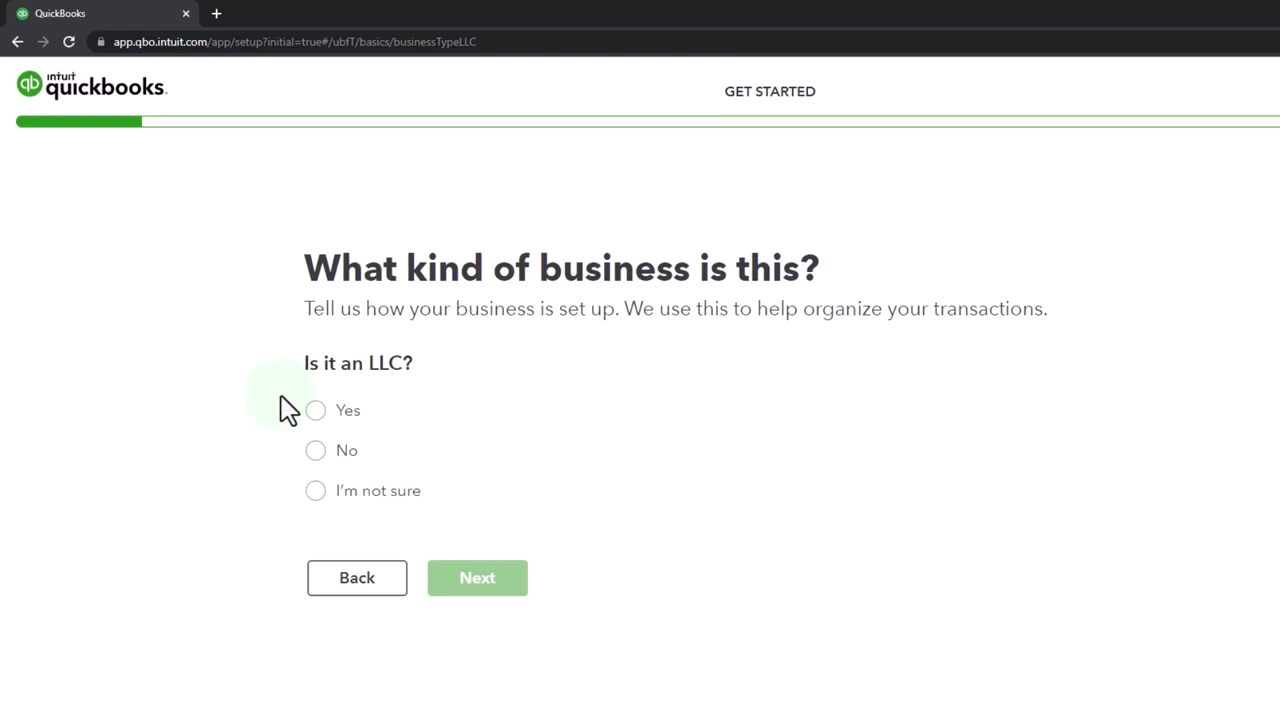 QuickBooks
app.qbo.intuit.com/app/setup?initial=true#/ubfT/basics/businessTypeLLC
qb intuit quickbooks.
GET STARTED
What kind of business is this?
Tell us how your business is set up. We use this to help organize your transactions.
Is it an LLC?
Yes
No
I'm not sure
Back
Next